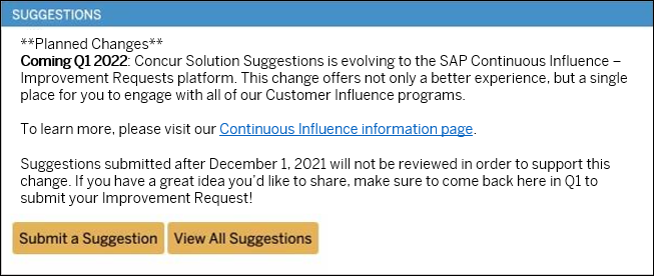 SUGGESTIONS
**Planned Changes**
Coming Q1 2022: Concur Solution Suggestions is evolving to the SAP Continuous Influence –
Improvement Requests platform. This change offers not only a better experience, but a single
place for you to engage with all of our Customer Influence programs.
To learn more, please visit our Continuous Influence information page.
Suggestions submitted after December 1, 2021 will not be reviewed in order to support this
change. If you have a great idea you'd like to share, make sure to come back here in Q1 to
submit your Improvement Request!
Submit a Suggestion View All Suggestions